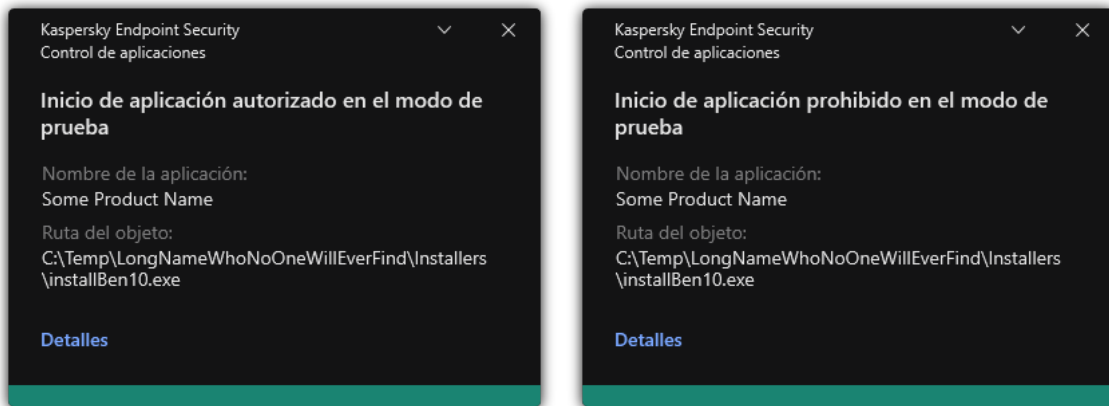 Kaspersky Endpoint Security
Control de aplicaciones
Inicio de aplicación autorizado en el modo de
prueba
Nombre de la aplicación:
Some Product Name
Ruta del objeto:
C:\Temp\LongNameWhoNoOneWillEverFind\Installers
\installBen10.exe
Detalles
Kaspersky Endpoint Security
Control de aplicaciones
Inicio de aplicación prohibido en el modo de
prueba
Nombre de la aplicación:
Some Product Name
Ruta del objeto:
C:\Temp\LongNameWhoNoOneWillEverFind\Installers
\installBen10.exe
Detalles